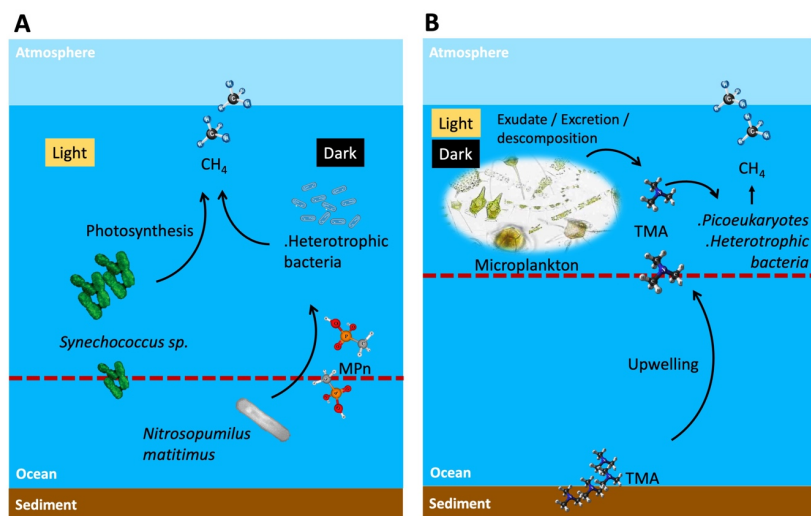 A
Atmosphere
Light
Dark
CH4
Photosynthesis
.Heterotrophic
bacteria
Synechococcus sp.
MPn
Nitrosopumilus
matitimus
Ocean
Sediment
B
Atmosphere
Light
Dark
Exudate / Excretion /
descomposition
CH4
TMA
.Picoeukaryotes
.Heterotrophic
bacteria
Microplankton
Upwelling
TMA
Ocean
Sediment